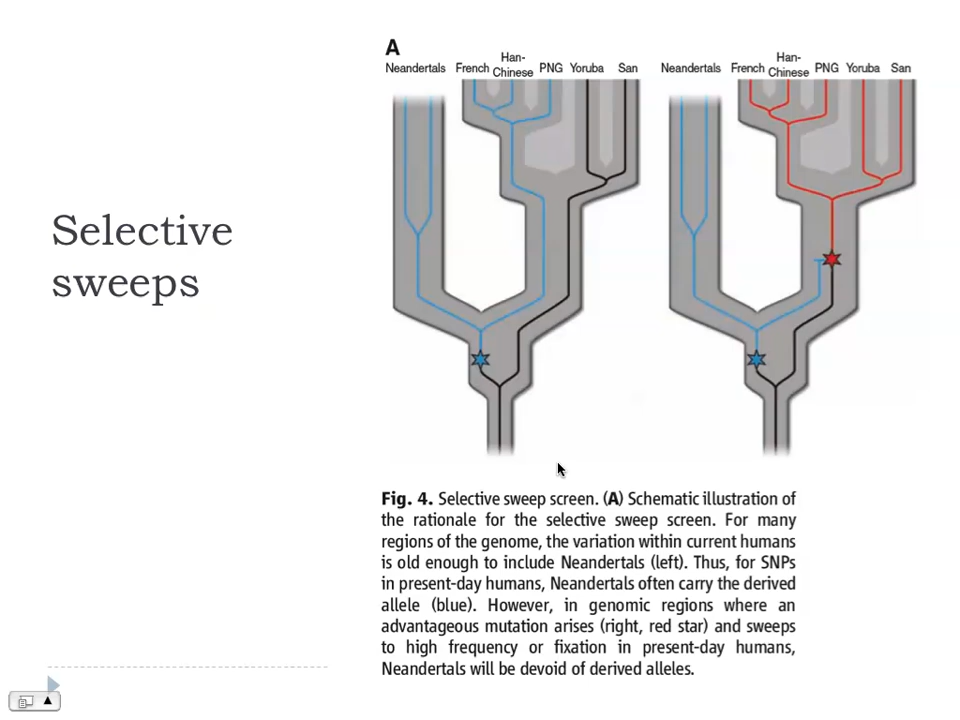 Selective
sweeps
A
Neandertals French Han-Chinese PNG Yoruba San
Neandertals French Han-Chinese PNG Yoruba San
Fig. 4. Selective sweep screen. (A) Schematic illustration of
the rationale for the selective sweep screen. For many
regions of the genome, the variation within current humans
is old enough to include Neandertals (left). Thus, for SNPs
in present-day humans, Neandertals often carry the derived
allele (blue). However, in genomic regions where an
advantageous mutation arises (right, red star) and sweeps
to high frequency or fixation in present-day humans,
Neandertals will be devoid of derived alleles.